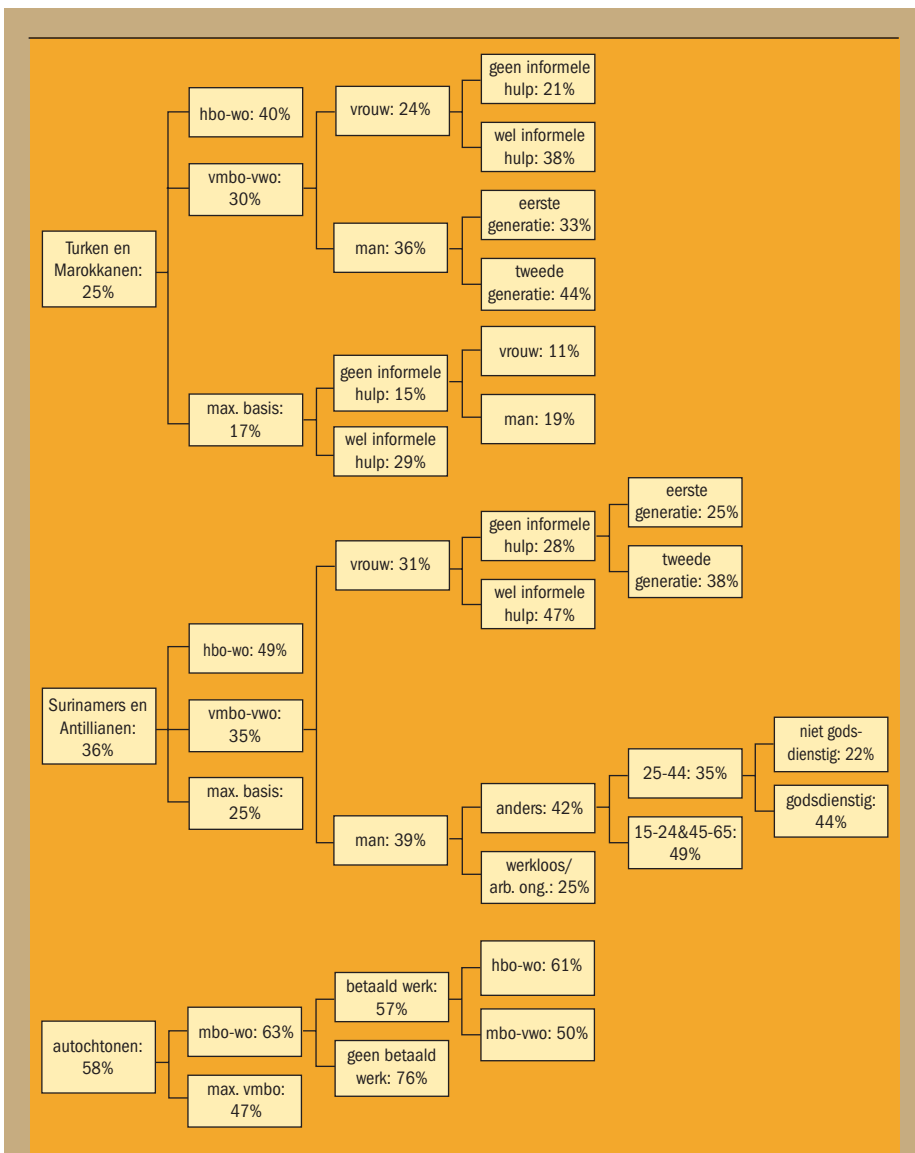 Turken en
Marokkanen:
25%
hbo-wo: 40%
vmbo-vwo:
30%
vrouw: 24%
geen informele
hulp: 21%
wel informele
hulp: 38%
man: 36%
eerste
generatie: 33%
tweede
generatie: 44%
max. basis:
17%
geen informele
hulp: 15%
vrouw: 11%
man: 19%
wel informele
hulp: 29%
Surinamers en
Antillianen:
36%
hbo-wo: 49%
vmbo-vwo:
35%
vrouw: 31%
geen informele
hulp: 28%
eerste
generatie: 25%
tweede
generatie: 38%
wel informele
hulp: 47%
man: 39%
anders: 42%
25-44: 35%
niet gods-
dienstig: 22%
godsdienstig:
44%
15-24&45-65:
49%
werkloos/
arb. ong.: 25%
max. basis:
25%
autochtonen:
58%
mbo-wo: 63%
betaald werk:
57%
hbo-wo: 61%
mbo-vwo: 50%
geen betaald
werk: 76%
max. vmbo:
47%